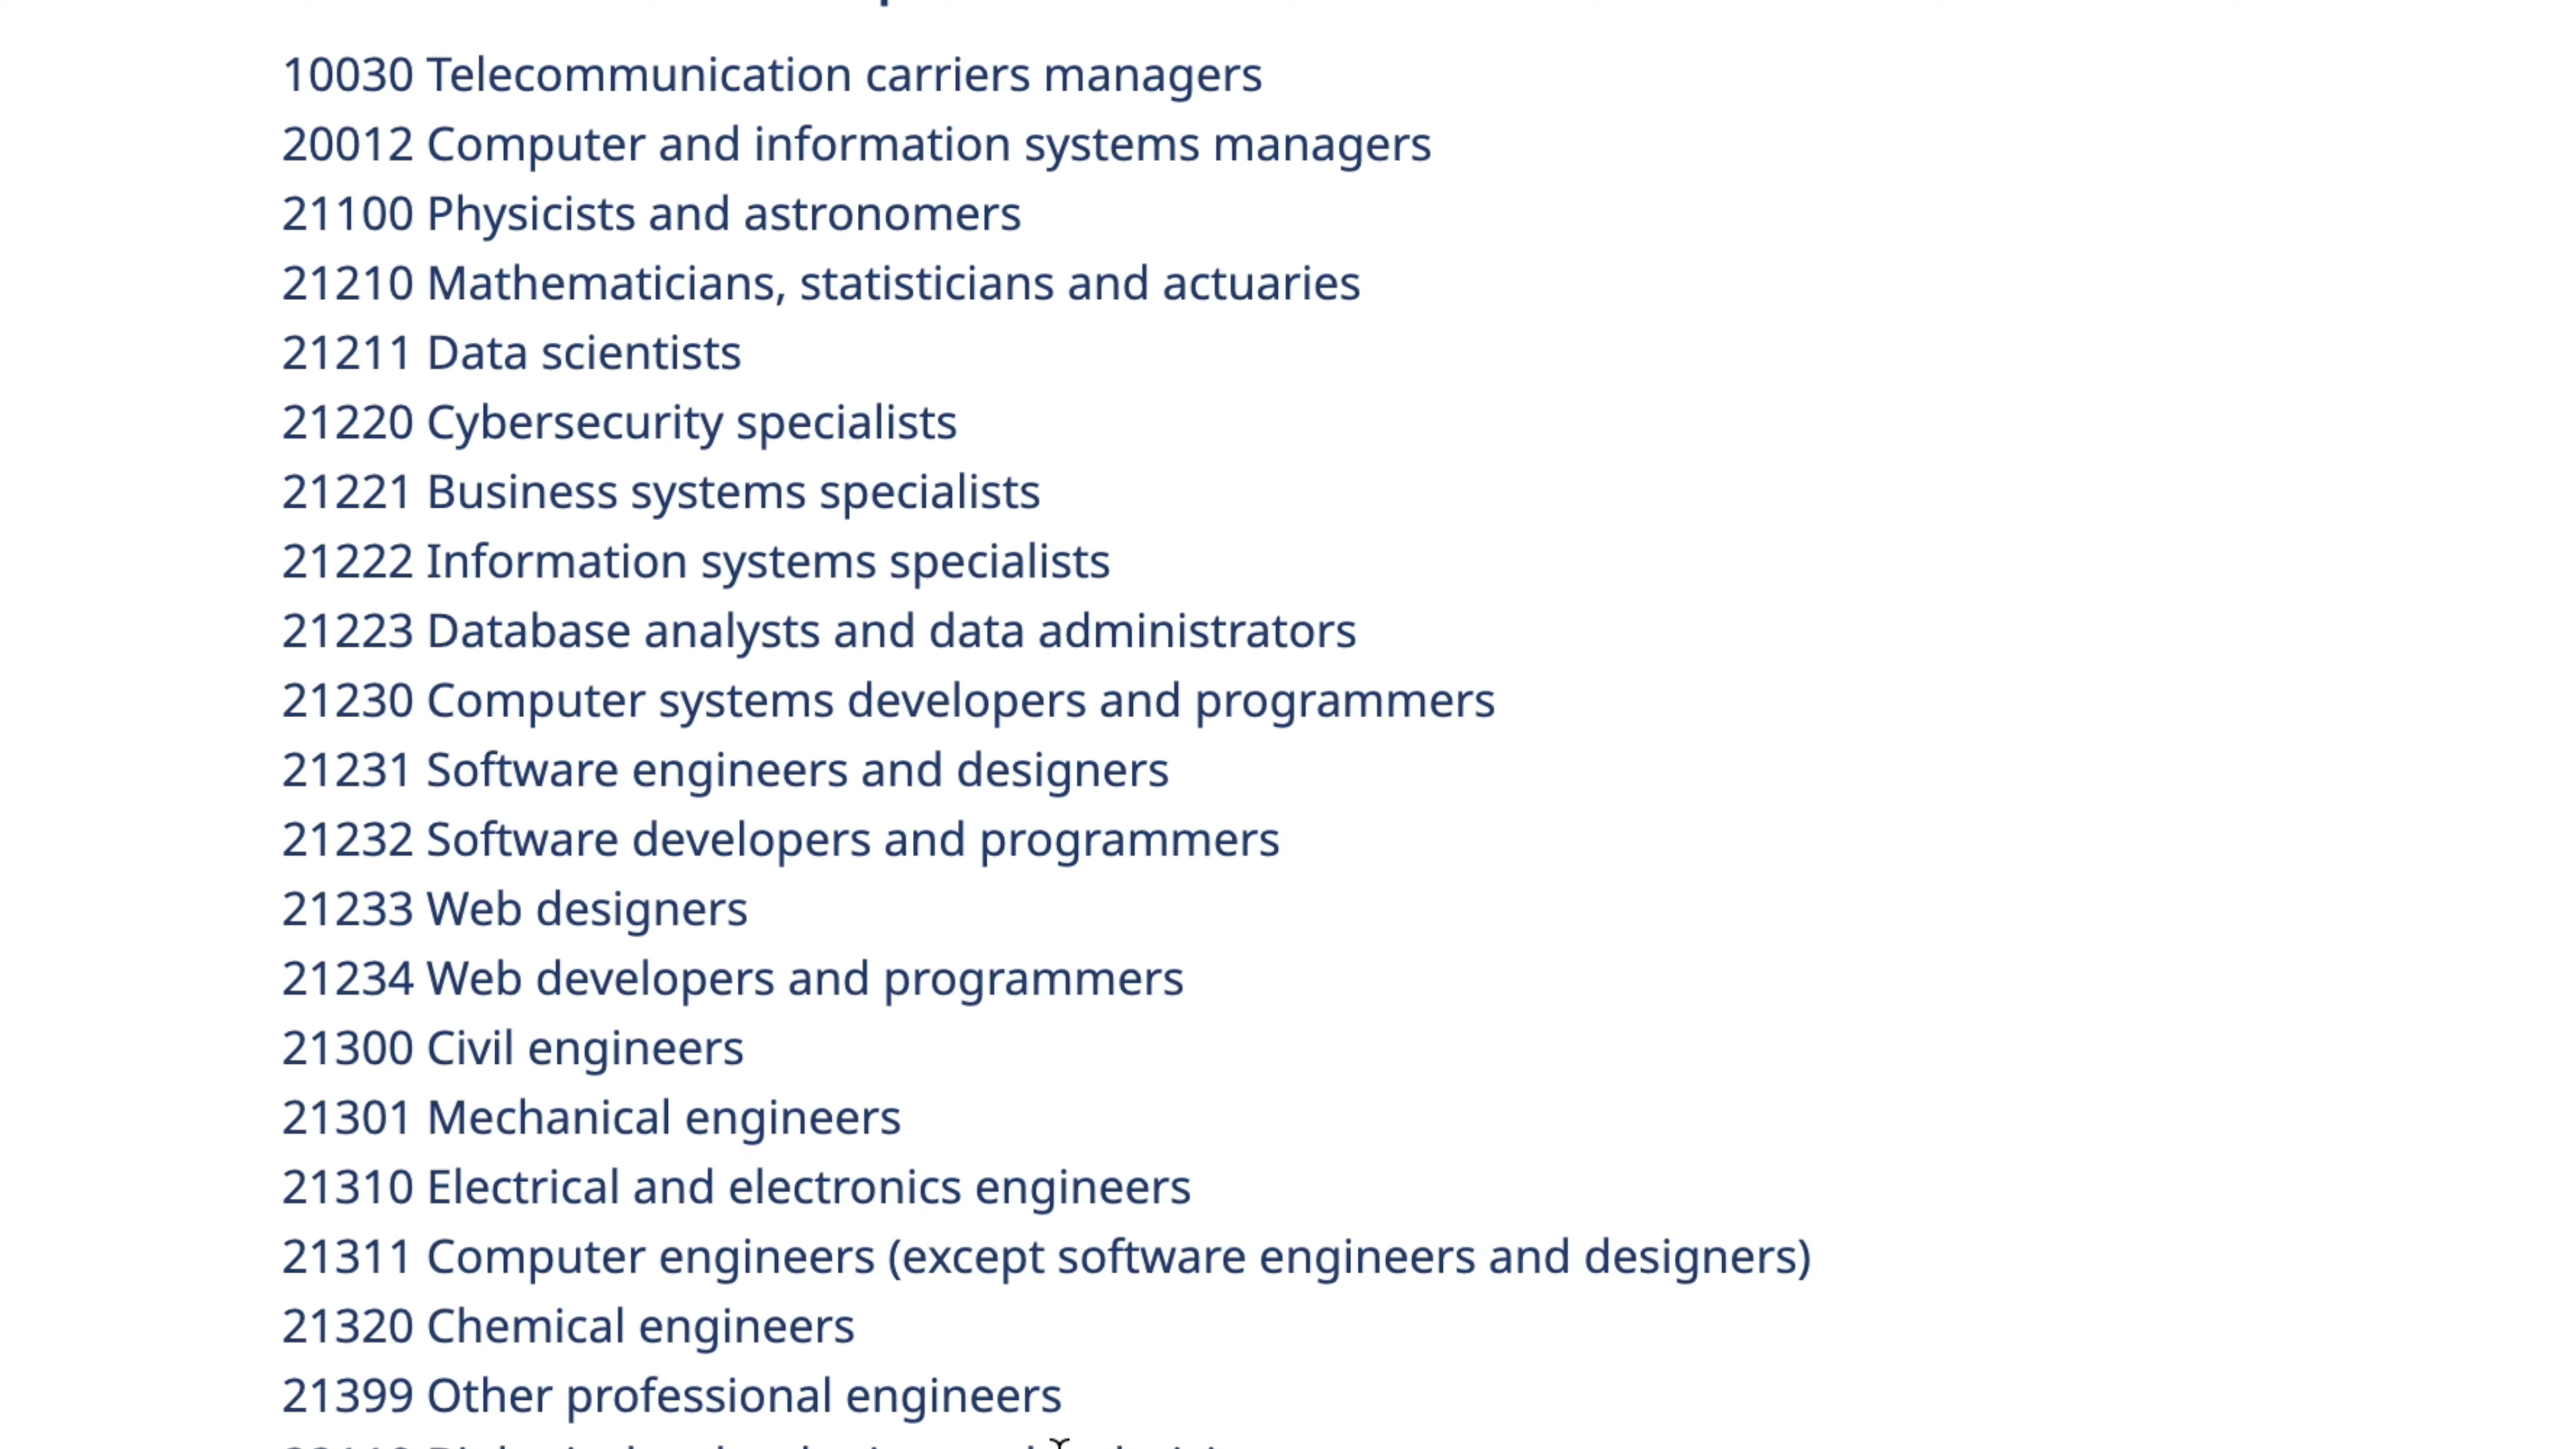 10030 Telecommunication carriers managers
20012 Computer and information systems managers
21100 Physicists and astronomers
21210 Mathematicians, statisticians and actuaries
21211 Data scientists
21220 Cybersecurity specialists
21221 Business systems specialists
21222 Information systems specialists
21223 Database analysts and data administrators
21230 Computer systems developers and programmers
21231 Software engineers and designers
21232 Software developers and programmers
21233 Web designers
21234 Web developers and programmers
21300 Civil engineers
21301 Mechanical engineers
21310 Electrical and electronics engineers
21311 Computer engineers (except software engineers and designers)
21320 Chemical engineers
21399 Other professional engineers